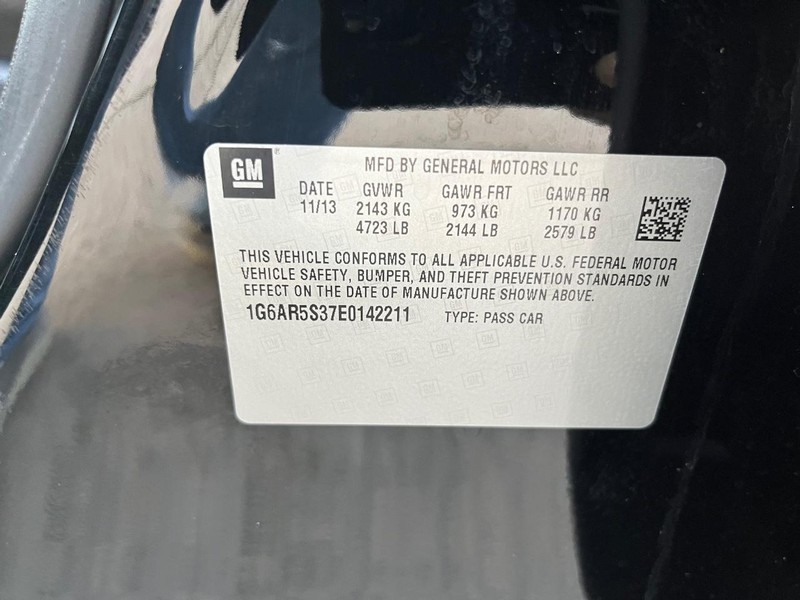 GM
MFD BY GENERAL MOTORS LLC
DATE GVWR GAWR FRT GAWR RR
11/13 2143 KG 973 KG 1170 KG
4723 LB 2144 LB 2579 LB
THIS VEHICLE CONFORMS TO ALL APPLICABLE U.S. FEDERAL MOTOR
VEHICLE SAFETY, BUMPER, AND THEFT PREVENTION STANDARDS IN
EFFECT ON THE DATE OF MANUFACTURE SHOWN ABOVE.
1G6AR5S37E0142211 TYPE: PASS CAR